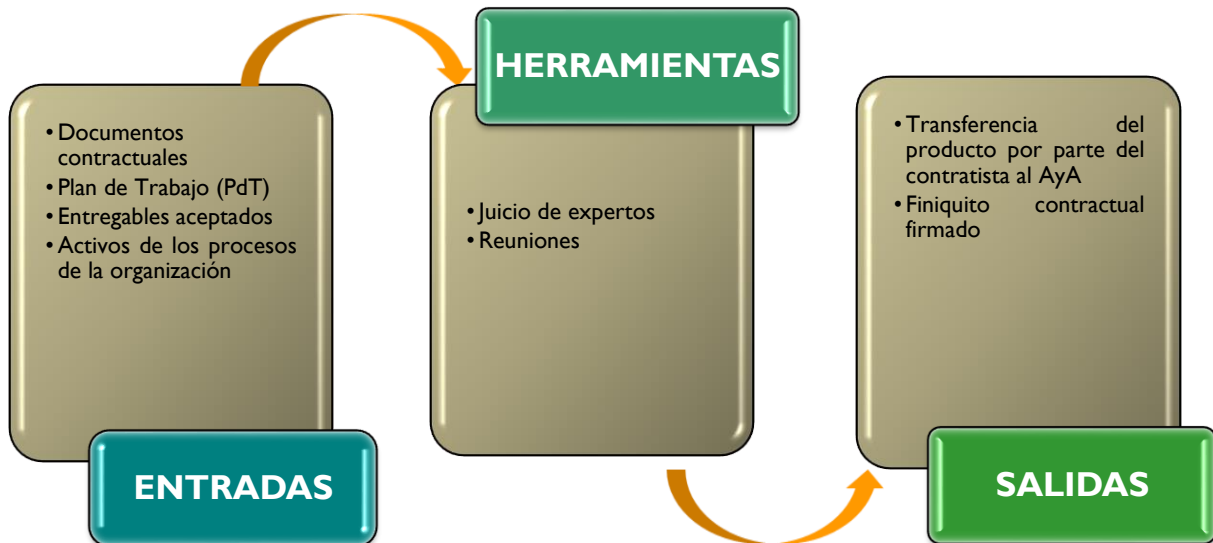 • Documentos
contractuales
• Plan de Trabajo (PdT)
• Entregables aceptados
• Activos de los procesos
de la organización
ENTRADAS
HERRAMIENTAS
• Juicio de expertos
• Reuniones
• Transferencia del
producto por parte del
contratista al AyA
• Finiquito contractual
firmado
SALIDAS